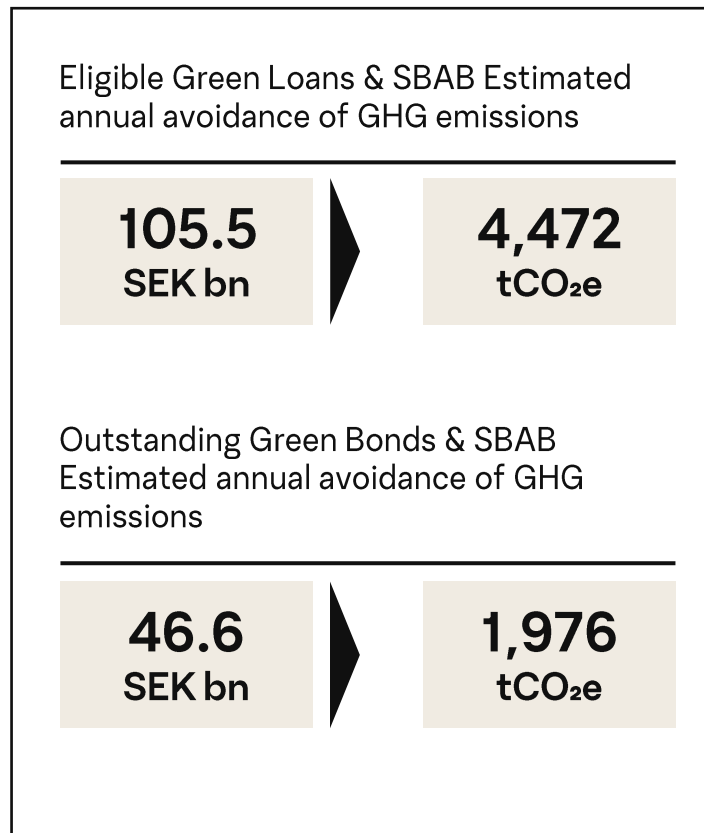 Eligible Green Loans & SBAB Estimated
annual avoidance of GHG emissions
105.5
SEK bn
4,472
tCO₂e
Outstanding Green Bonds & SBAB
Estimated annual avoidance of GHG
emissions
46.6
SEK bn
1,976
tCO₂e